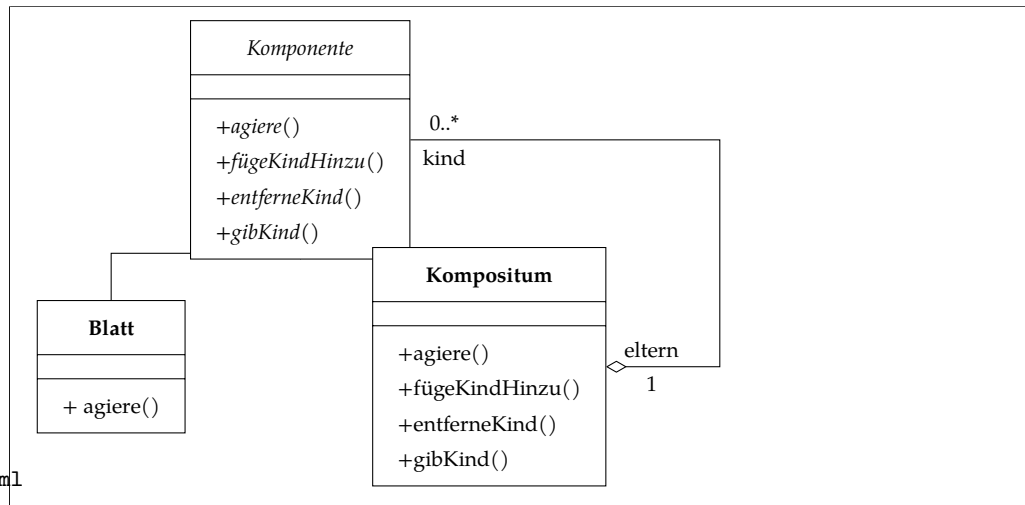 Komponente
+agiere()
+fügeKindHinzu()
+entferneKind()
+gibKind()
0..*
kind
Blatt
+ agiere()
Kompositum
+agiere()
+fügeKindHinzu()
+entferneKind()
+gibKind()
eltern
1
ml